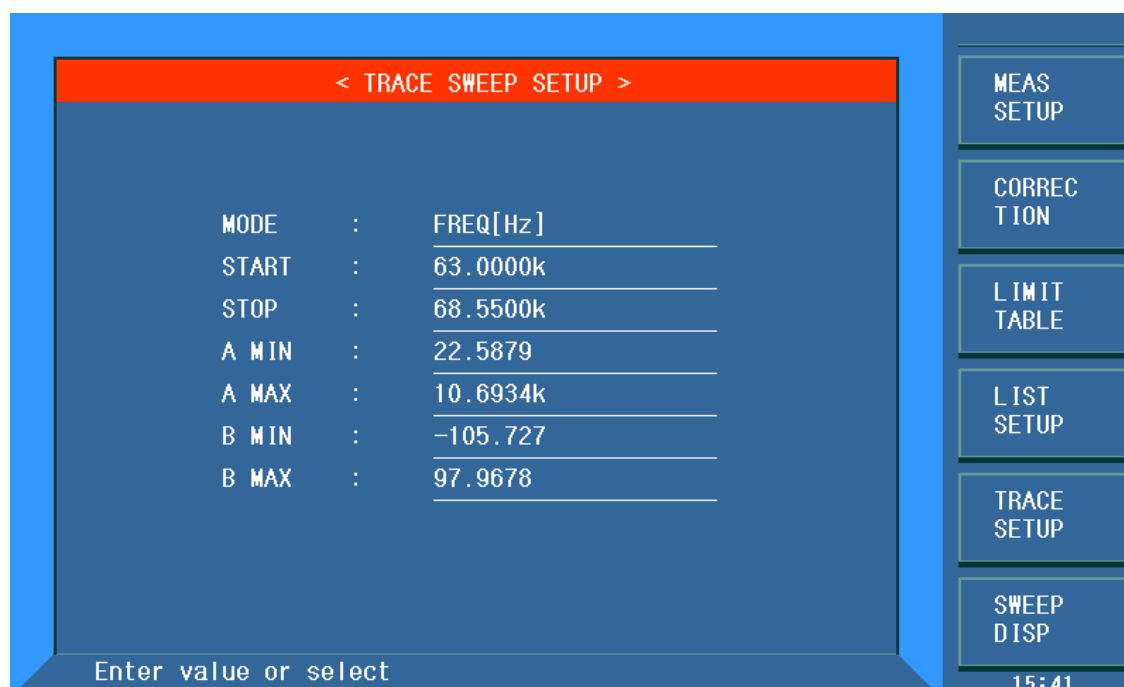 < TRACE SWEEP SETUP >
MODE : FREQ[Hz]
START : 63.0000k
STOP : 68.5500k
A MIN : 22.5879
A MAX : 10.6934k
B MIN : -105.727
B MAX : 97.9678
Enter value or select
MEAS
SETUP
CORREC
TION
LIMIT
TABLE
LIST
SETUP
TRACE
SETUP
SWEEP
DISP
15:41